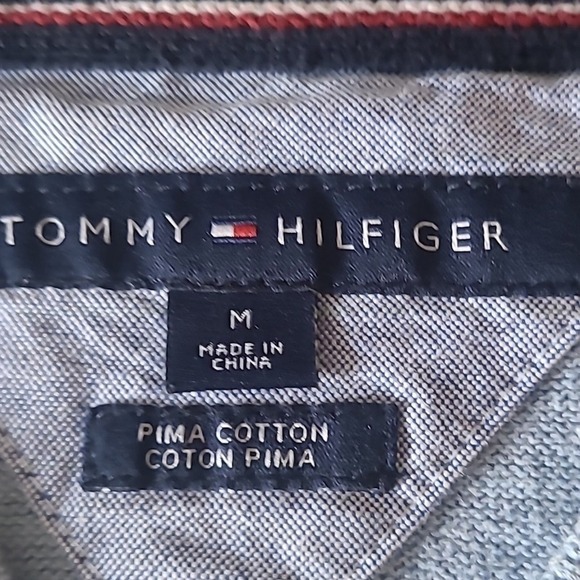 TOMMY HILFIGER
M
MADE IN
CHINA
PIMA COTTON
COTON PIMA